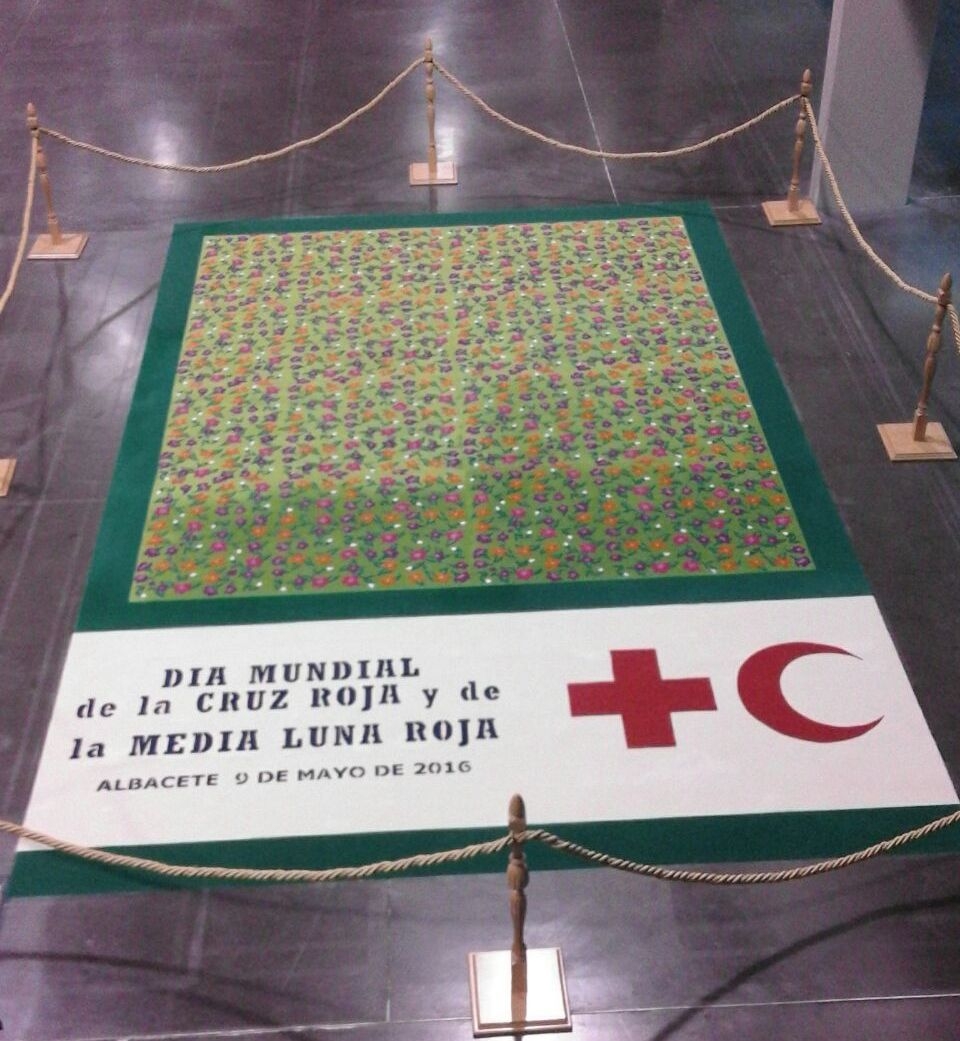 DIA MUNDIAL
de la CRUZ ROJA y de
la MEDIA LUNA ROJA
ALBACETE 9 DE MAYO DE 2016